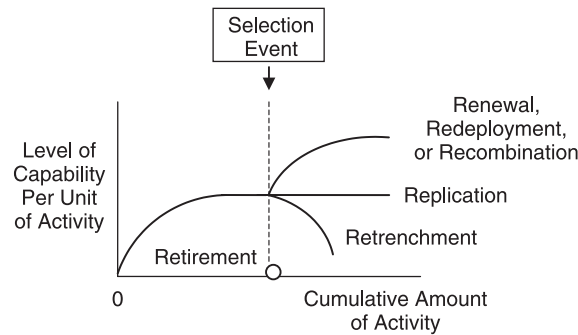 Selection
Event
Renewal,
Redeployment,
or Recombination
Level of
Capability
Per Unit
of Activity
Replication
Retrenchment
Retirement
0
Cumulative Amount
of Activity